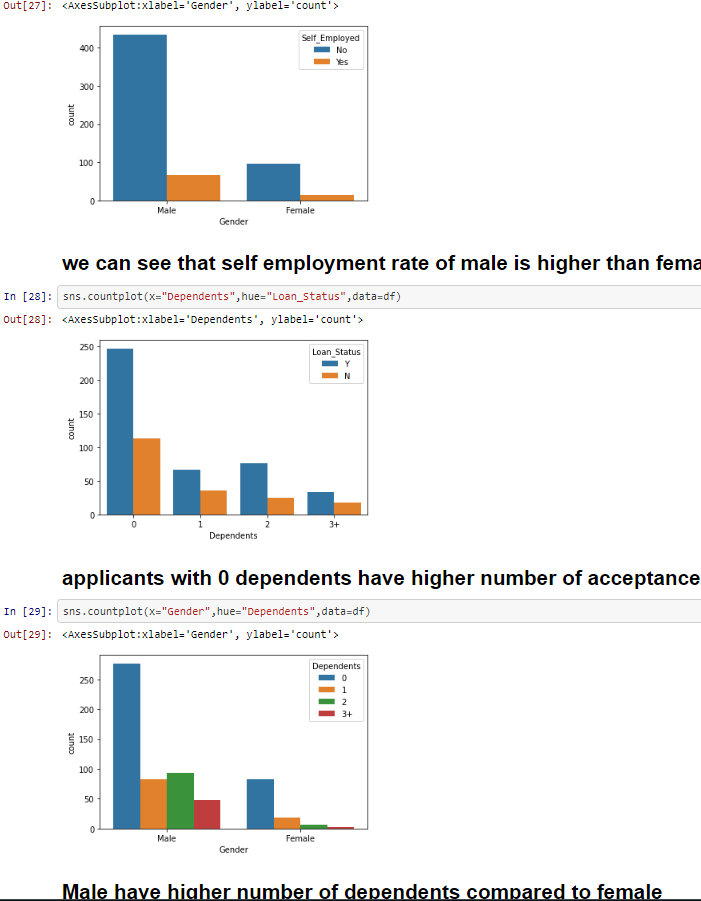 Out[27]: <AxesSubplot:xlabel='Gender', ylabel='count'>
Self_Employed
No
Yes
400
300
200
100
0
count
Male Female
Gender
we can see that self employment rate of male is higher than fema
In [28]: sns.countplot(x="Dependents",hue="Loan_Status",data=df)
Out[28]: <AxesSubplot:xlabel='Dependents', ylabel='count'>
Loan_Status
Y
N
250
200
150
100
50
0
count
0 1 2 3+
Dependents
applicants with 0 dependents have higher number of acceptance
In [29]: sns.countplot(x="Gender",hue="Dependents",data=df)
Out[29]: <AxesSubplot:xlabel='Gender', ylabel='count'>
Dependents
0
1
2
3+
250
200
150
100
50
0
count
Male Female
Gender
Male have higher number of dependents compared to female